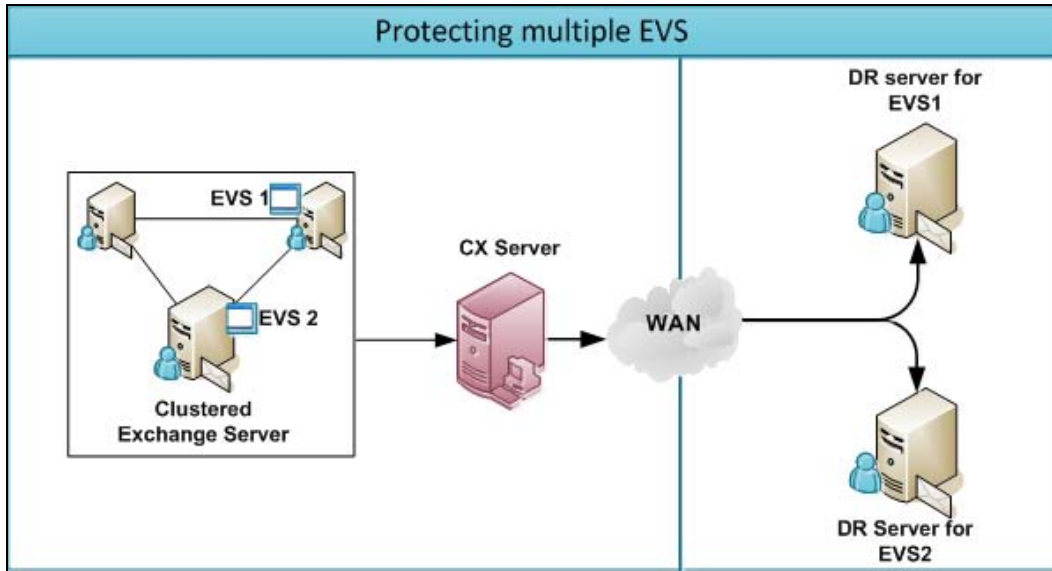 Protecting multiple EVS
EVS 1
EVS 2
Clustered
Exchange Server
CX Server
WAN
DR server for
EVS1
DR Server for
EVS2